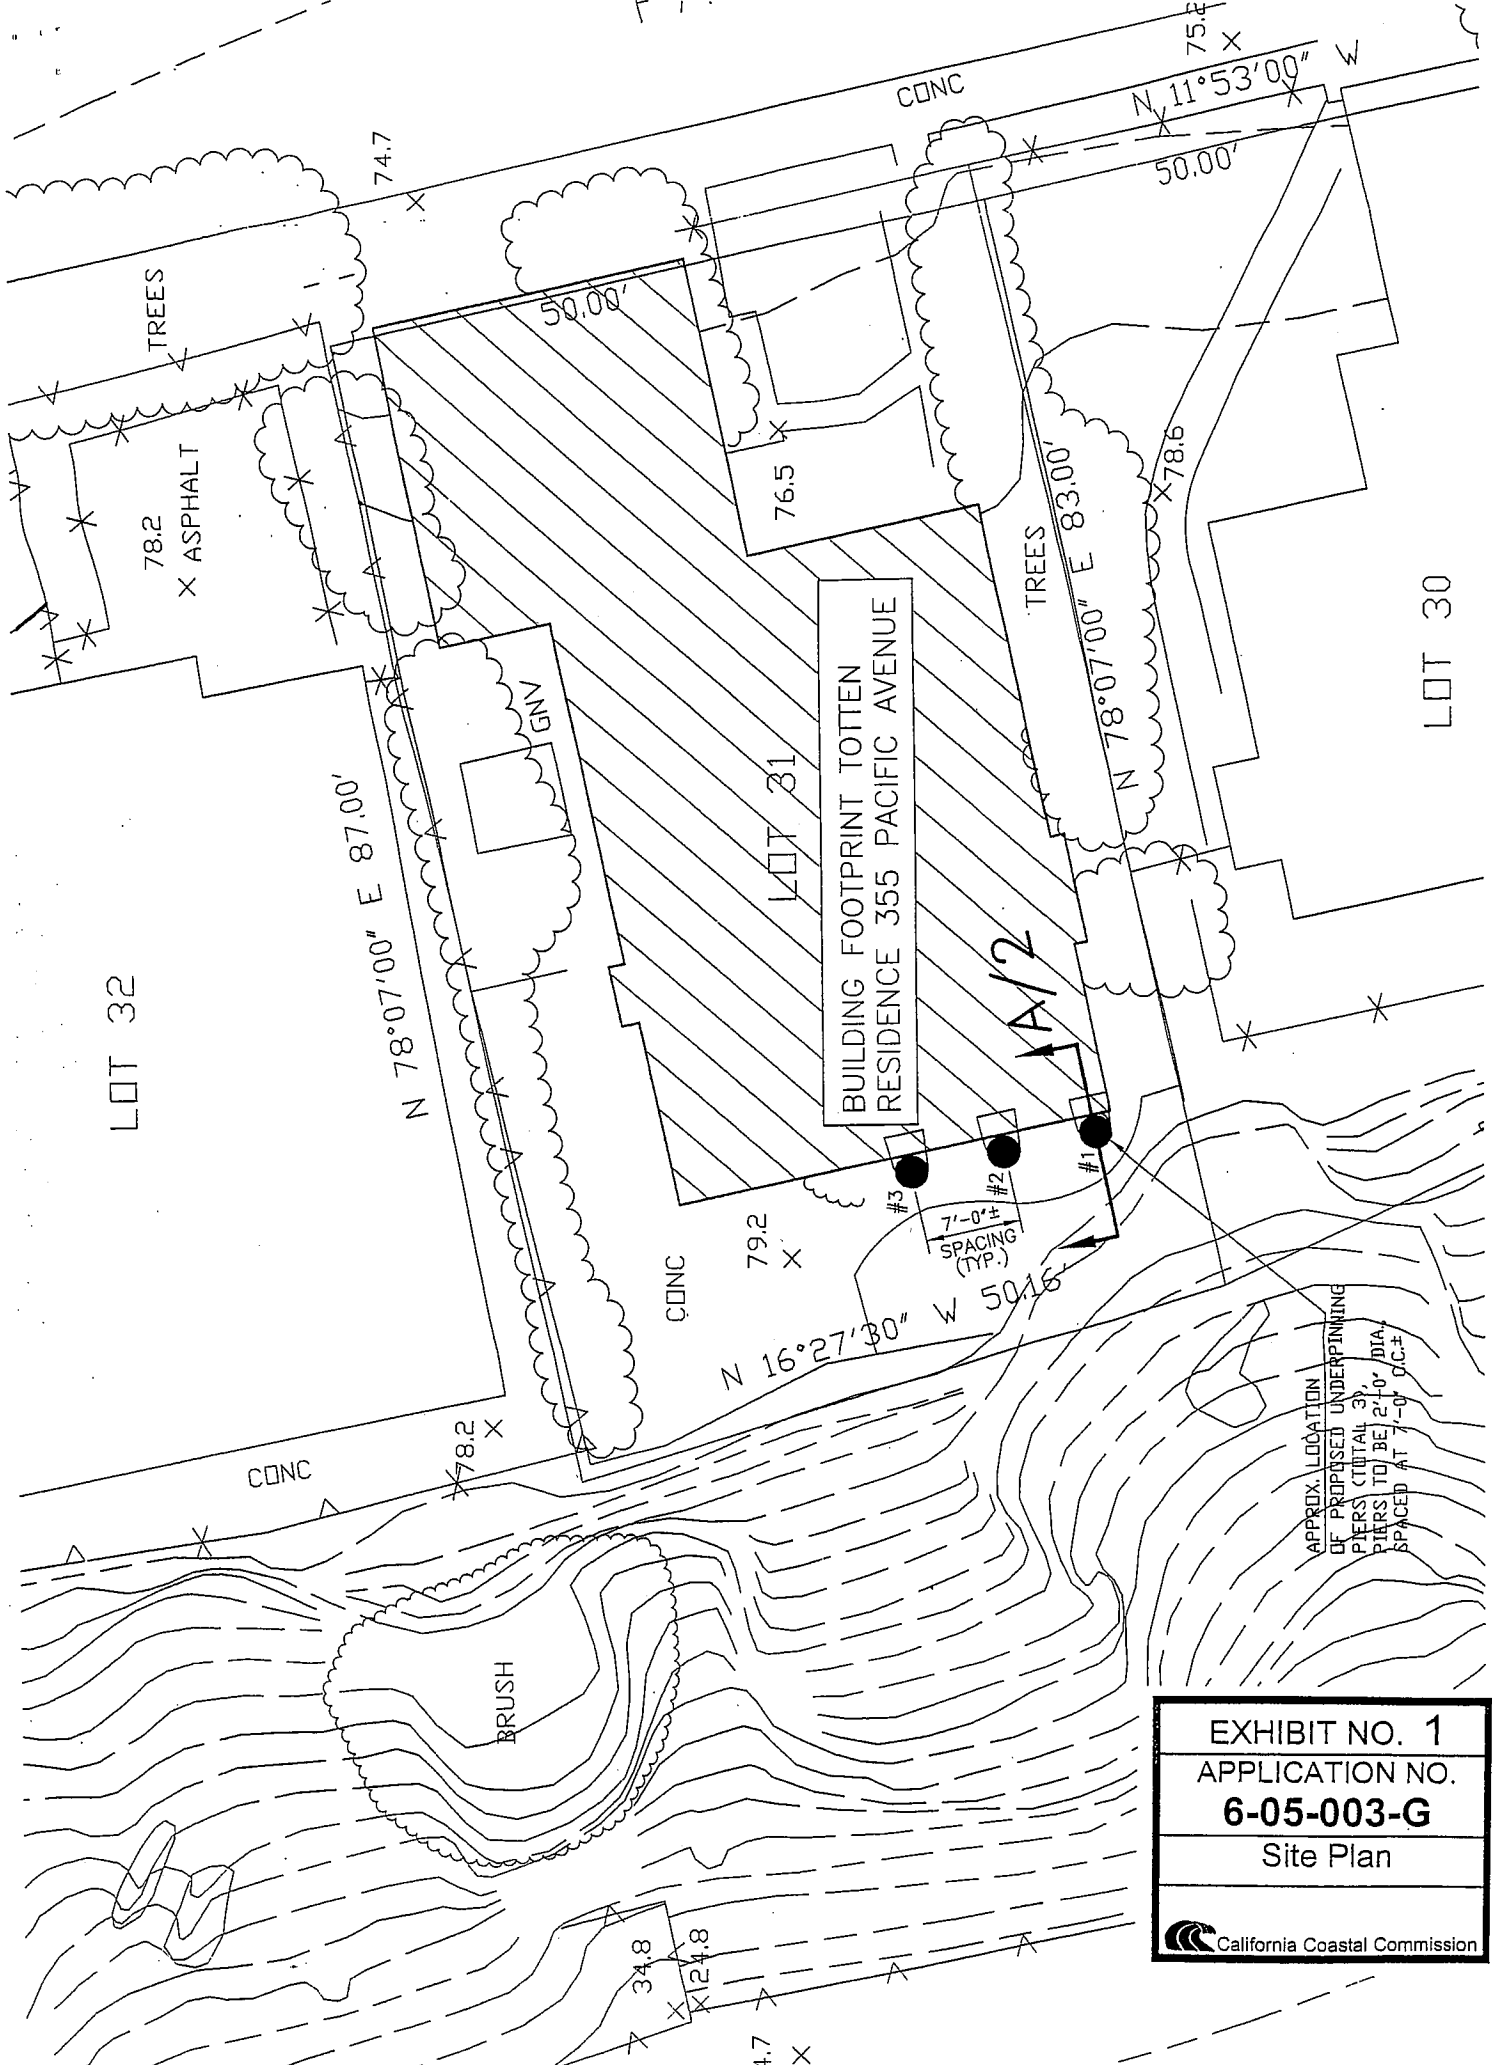 CONC
75.2
N 11°53'00" W
50.00'
74.7
TREES
50.00'
78.2
ASPHALT
76.5
78.6
TREES
N 78°07'00" E 83.00'
LOT 30
GNV
LOT 31
BUILDING FOOTPRINT TOTTEN
RESIDENCE 355 PACIFIC AVENUE
LOT 32
N 78°07'00" E 87.00'
A/2
#3
#2
#1
7'-0"±
SPACING
(TYP.)
79.2
CONC
N 16°27'30" W 50.16'
78.2
CONC
APPROX. LOCATION
OF PROPOSED UNDERPINNING
PIERS (TOTAL 3),
PIERS TO BE 2'-0" DIA.,
SPACED AT 7'-0" O.C.±
BRUSH
34.8
24.8
4.7
EXHIBIT NO. 1
APPLICATION NO.
6-05-003-G
Site Plan
California Coastal Commission